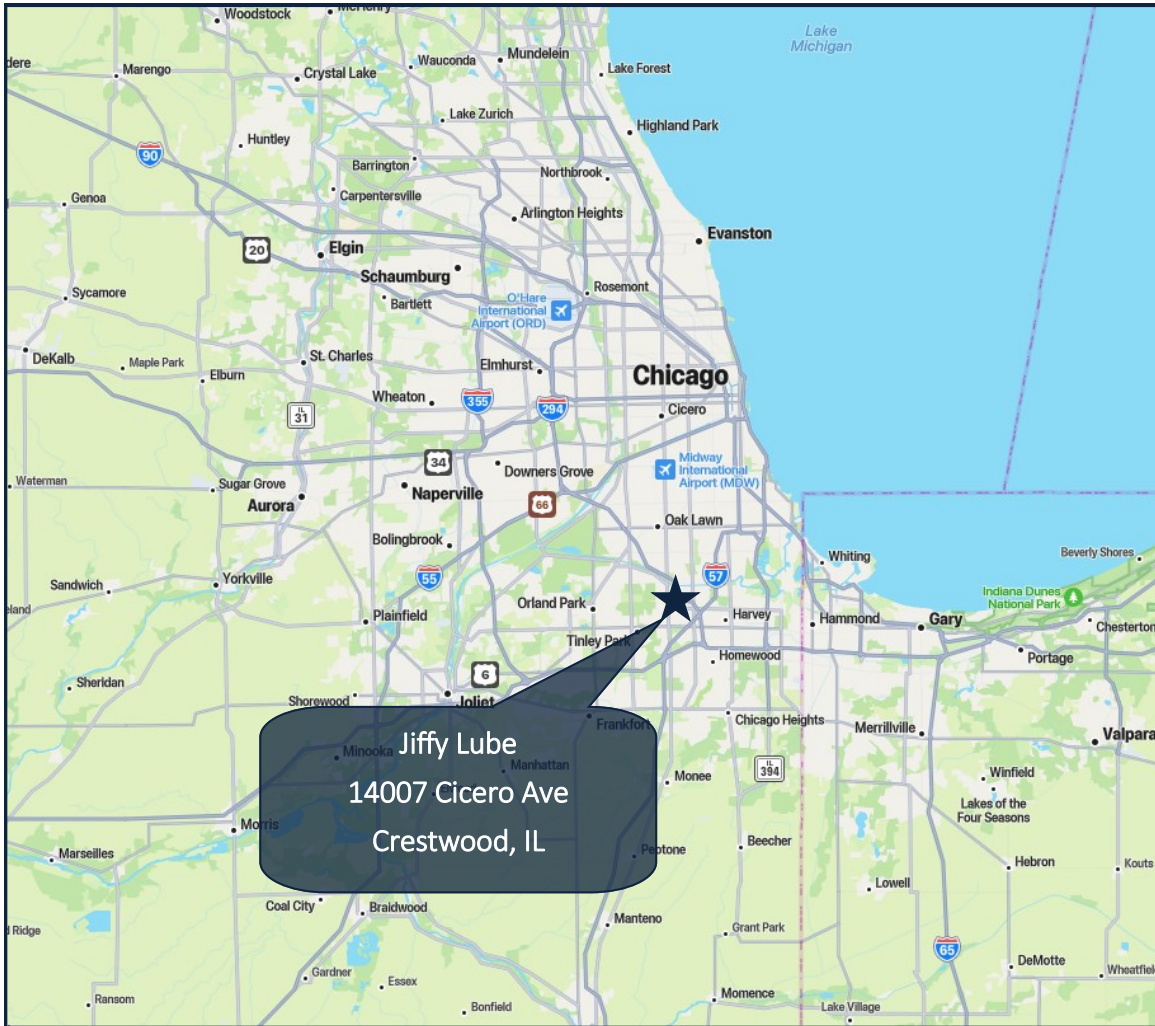 Woodstock
McHenry
Lake
Michigan
dere
Marengo
Crystal Lake
Wauconda
Mundelein
Lake Forest
Lake Zurich
Highland Park
Huntley
90
Barrington
Northbrook
Carpentersville
Genoa
Arlington Heights
Evanston
20
Elgin
Schaumburg
Rosemont
Sycamore
Bartlett
O'Hare
International
Airport (ORD)
DeKalb
Maple Park
St. Charles
Elmhurst
Chicago
Elburn
Wheaton
355
294
Cicero
IL
31
34
Downers Grove
Midway
International
Airport (MDW)
Waterman
Sugar Grove
Naperville
66
Aurora
Oak Lawn
Bolingbrook
Whiting
Beverly Shores
55
57
Sandwich
Yorkville
Indiana Dunes
National Park
eland
Plainfield
Orland Park
Harvey
Hammond
Gary
Chesterton
Tinley Park
Homewood
Portage
Sheridan
6
Shorewood
Joliet
Frankfort
Chicago Heights
Merrillville
Valpara
Jiffy Lube
14007 Cicero Ave
Crestwood, IL
Minooka
Manhattan
Monee
IL
394
Winfield
Lakes of the
Four Seasons
Morris
Marseilles
Peotone
Beecher
Hebron
Kouts
Lowell
Coal City
Braidwood
Manteno
Grant Park
d Ridge
65
DeMotte
Wheatfie
Gardner
Essex
Ransom
Bonfield
Momence
Lake Village